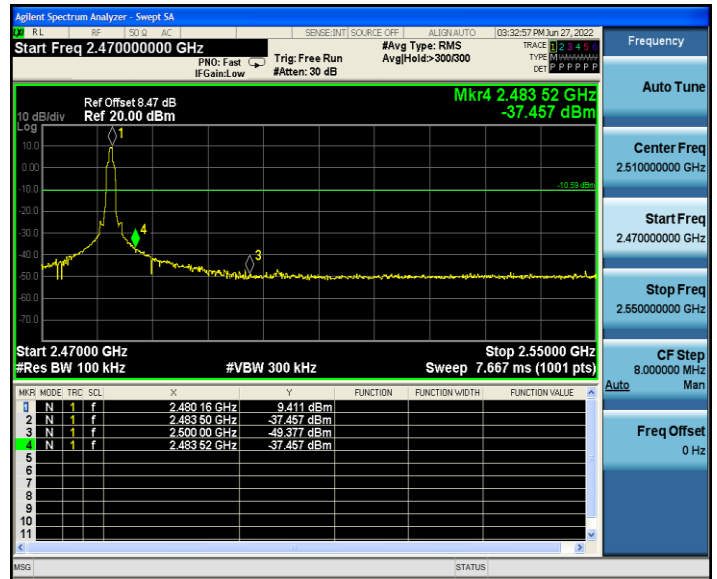 Agilent Spectrum Analyzer - Swept SA
RL RF 50 Ω AC SENSE:INT SOURCE OFF ALIGNAUTO 03:32:57 PM Jun 27, 2022
Start Freq 2.470000000 GHz
PNO: Fast
IFGain:Low
Trig: Free Run
#Atten: 30 dB
#Avg Type: RMS
Avg|Hold:>300/300
TRACE 1 2 3 4 5 6
TYPE M
DET P P P P P P
Ref Offset 8.47 dB
10 dB/div Ref 20.00 dBm
Log
Mkr4 2.483 52 GHz
-37.457 dBm
10.0
0.00
-10.0
-20.0
-30.0
-40.0
-50.0
-60.0
-70.0
1
4
3
-10.59 dBm
Start 2.47000 GHz Stop 2.55000 GHz
#Res BW 100 kHz #VBW 300 kHz Sweep 7.667 ms (1001 pts)
MKR MODE TRC SCL X Y FUNCTION FUNCTION WIDTH FUNCTION VALUE
1 N 1 f 2.480 16 GHz 9.411 dBm
2 N 1 f 2.483 50 GHz -37.457 dBm
3 N 1 f 2.500 00 GHz -49.377 dBm
4 N 1 f 2.483 52 GHz -37.457 dBm
5
6
7
8
9
10
11
MSG STATUS
Frequency
Auto Tune
Center Freq
2.510000000 GHz
Start Freq
2.470000000 GHz
Stop Freq
2.550000000 GHz
CF Step
8.000000 MHz
Auto Man
Freq Offset
0 Hz